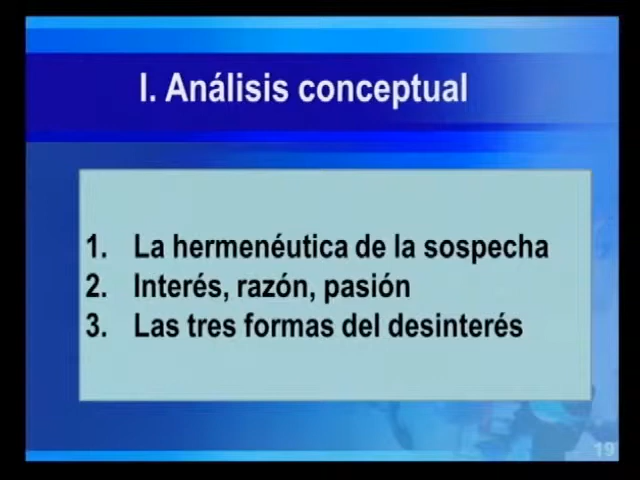 I. Análisis conceptual
1. La hermenéutica de la sospecha
2. Interés, razón, pasión
3. Las tres formas del desinterés
19